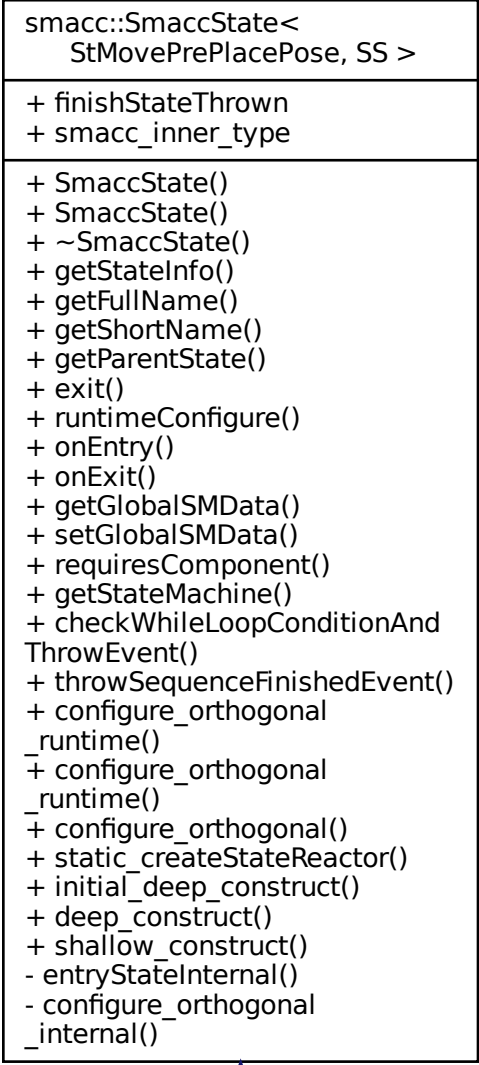 smacc::SmaccState<
StMovePrePlacePose, SS >
+ finishStateThrown
+ smacc_inner_type
+ SmaccState()
+ SmaccState()
+ ~SmaccState()
+ getStateInfo()
+ getFullName()
+ getShortName()
+ getParentState()
+ exit()
+ runtimeConfigure()
+ onEntry()
+ onExit()
+ getGlobalSMData()
+ setGlobalSMData()
+ requiresComponent()
+ getStateMachine()
+ checkWhileLoopConditionAnd
ThrowEvent()
+ throwSequenceFinishedEvent()
+ configure_orthogonal
_runtime()
+ configure_orthogonal
_runtime()
+ configure_orthogonal()
+ static_createStateReactor()
+ initial_deep_construct()
+ deep_construct()
+ shallow_construct()
- entryStateInternal()
- configure_orthogonal
_internal()